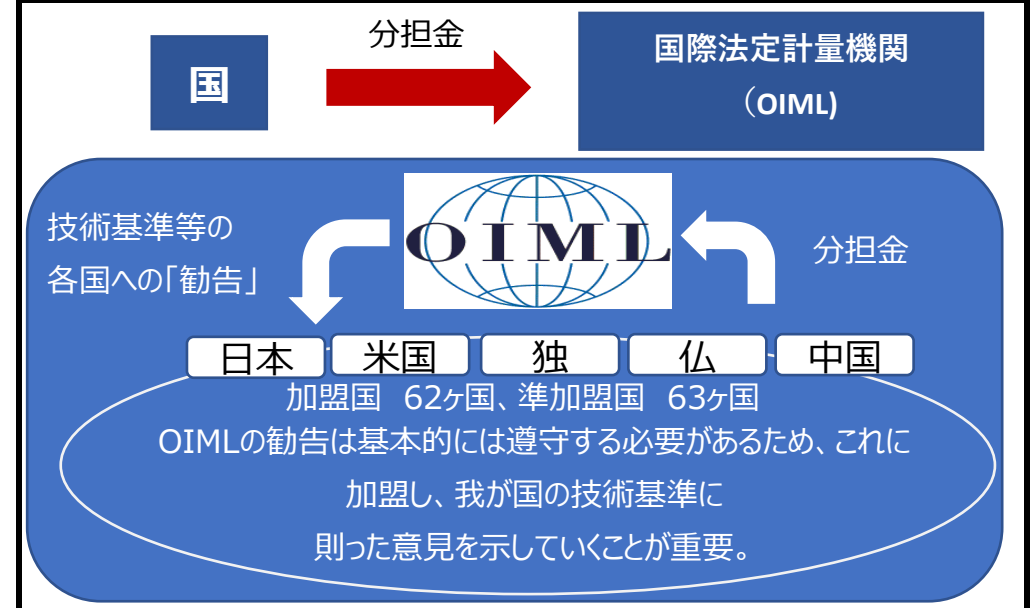 分担金
国
国際法定計量機関
（OIML)
技術基準等の
各国への「勧告」
OIML
分担金
日本
米国
独
仏
中国
加盟国　62ヶ国、準加盟国　63ヶ国
OIMLの勧告は基本的には遵守する必要があるため、これに
加盟し、我が国の技術基準に
則った意見を示していくことが重要。